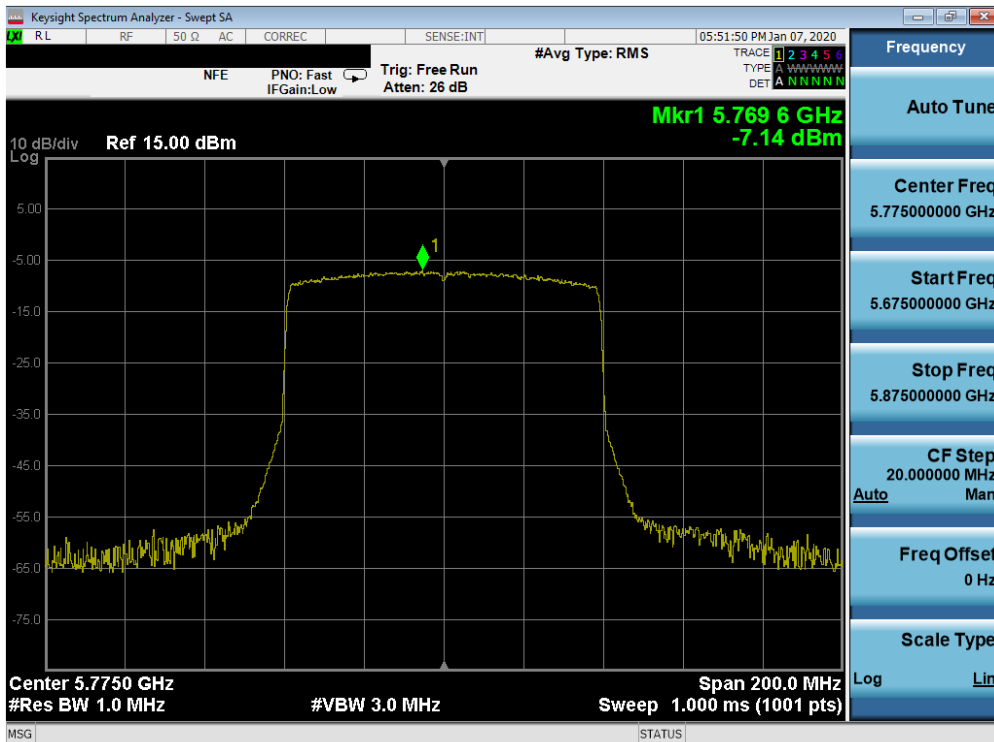 Keysight Spectrum Analyzer - Swept SA
LXI RL RF 50 Ω AC CORREC SENSE:INT 05:51:50 PM Jan 07, 2020
#Avg Type: RMS TRACE 1 2 3 4 5 6
TYPE A WWWWWW
DET A N N N N N
NFE PNO: Fast Trig: Free Run
IFGain:Low Atten: 26 dB
Mkr1 5.769 6 GHz
-7.14 dBm
10 dB/div Ref 15.00 dBm
Log
5.00
-5.00
-15.0
-25.0
-35.0
-45.0
-55.0
-65.0
-75.0
1
Center 5.7750 GHz Span 200.0 MHz
#Res BW 1.0 MHz #VBW 3.0 MHz Sweep 1.000 ms (1001 pts)
MSG STATUS
Frequency
Auto Tune
Center Freq
5.775000000 GHz
Start Freq
5.675000000 GHz
Stop Freq
5.875000000 GHz
CF Step
20.000000 MHz
Auto Man
Freq Offset
0 Hz
Scale Type
Log Lin